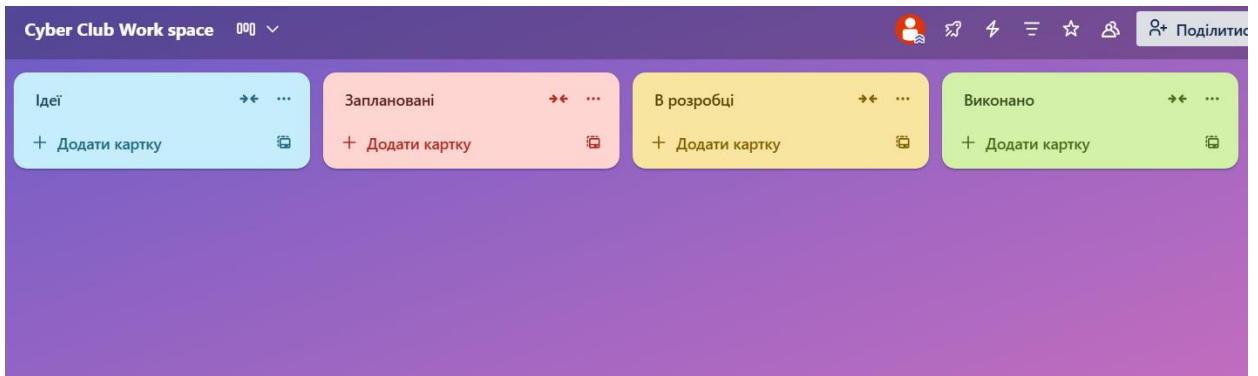 Cyber Club Work space
Поділитис
Ідеї
Заплановані
В розробці
Виконано
+ Додати картку
+ Додати картку
+ Додати картку
+ Додати картку